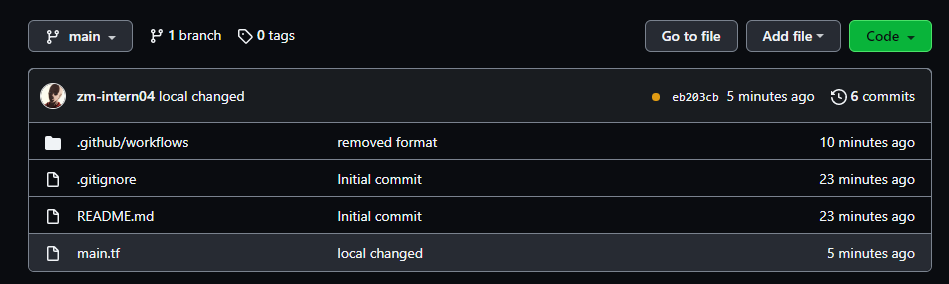 main 1 branch 0 tags Go to file Add file Code
zm-intern04 local changed eb203cb 5 minutes ago 6 commits
.github/workflows removed format 10 minutes ago
.gitignore Initial commit 23 minutes ago
README.md Initial commit 23 minutes ago
main.tf local changed 5 minutes ago